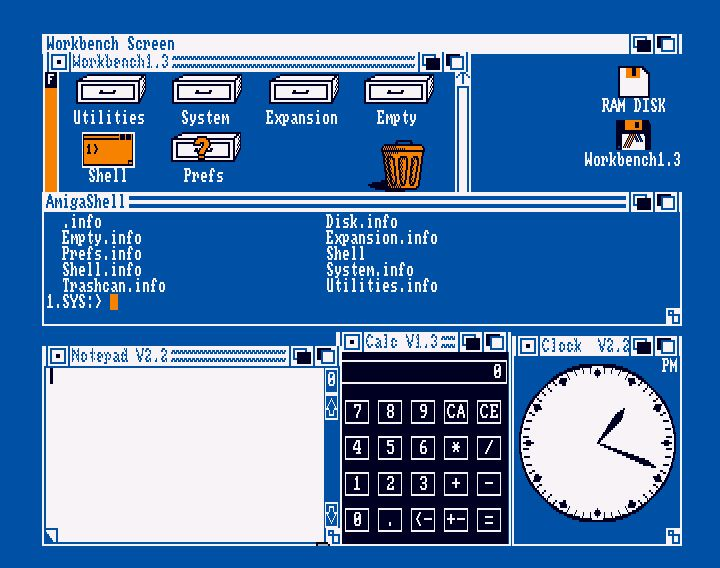 Workbench Screen
Workbench1.3
F
Utilities System Expansion Empty
RAM DISK
1>
Shell Prefs
?
Workbench1.3
AmigaShell
.info Disk.info
Empty.info Expansion.info
Prefs.info Shell
Shell.info System.info
Trashcan.info Utilities.info
1.SYS:>
Notepad V2.2
0
Calc V1.3
0
7 8 9 CA CE
4 5 6 * /
1 2 3 + -
0 . <- +- =
Clock V2.2
PM